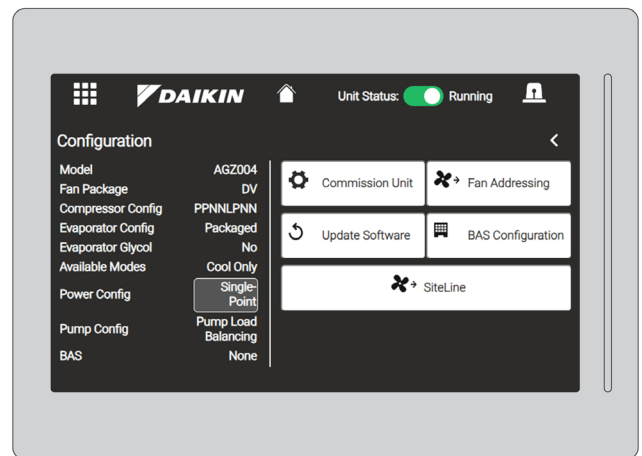 DAIKIN
Unit Status: Running
Configuration
Model AGZ004
Fan Package DV
Compressor Config PPNNLPNN
Evaporator Config Packaged
Evaporator Glycol No
Available Modes Cool Only
Power Config Single-
Point
Pump Config Pump Load
Balancing
BAS None
Commission Unit
Fan Addressing
Update Software
BAS Configuration
SiteLine